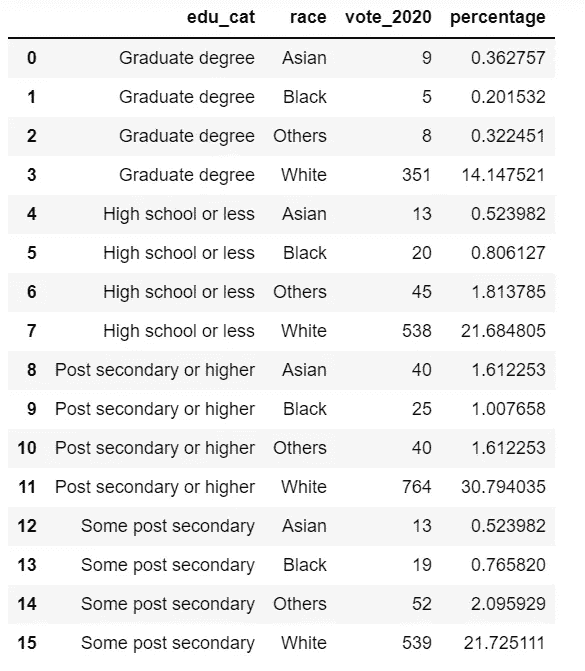 edu_cat race vote_2020 percentage
0 Graduate degree Asian 9 0.362757
1 Graduate degree Black 5 0.201532
2 Graduate degree Others 8 0.322451
3 Graduate degree White 351 14.147521
4 High school or less Asian 13 0.523982
5 High school or less Black 20 0.806127
6 High school or less Others 45 1.813785
7 High school or less White 538 21.684805
8 Post secondary or higher Asian 40 1.612253
9 Post secondary or higher Black 25 1.007658
10 Post secondary or higher Others 40 1.612253
11 Post secondary or higher White 764 30.794035
12 Some post secondary Asian 13 0.523982
13 Some post secondary Black 19 0.765820
14 Some post secondary Others 52 2.095929
15 Some post secondary White 539 21.725111